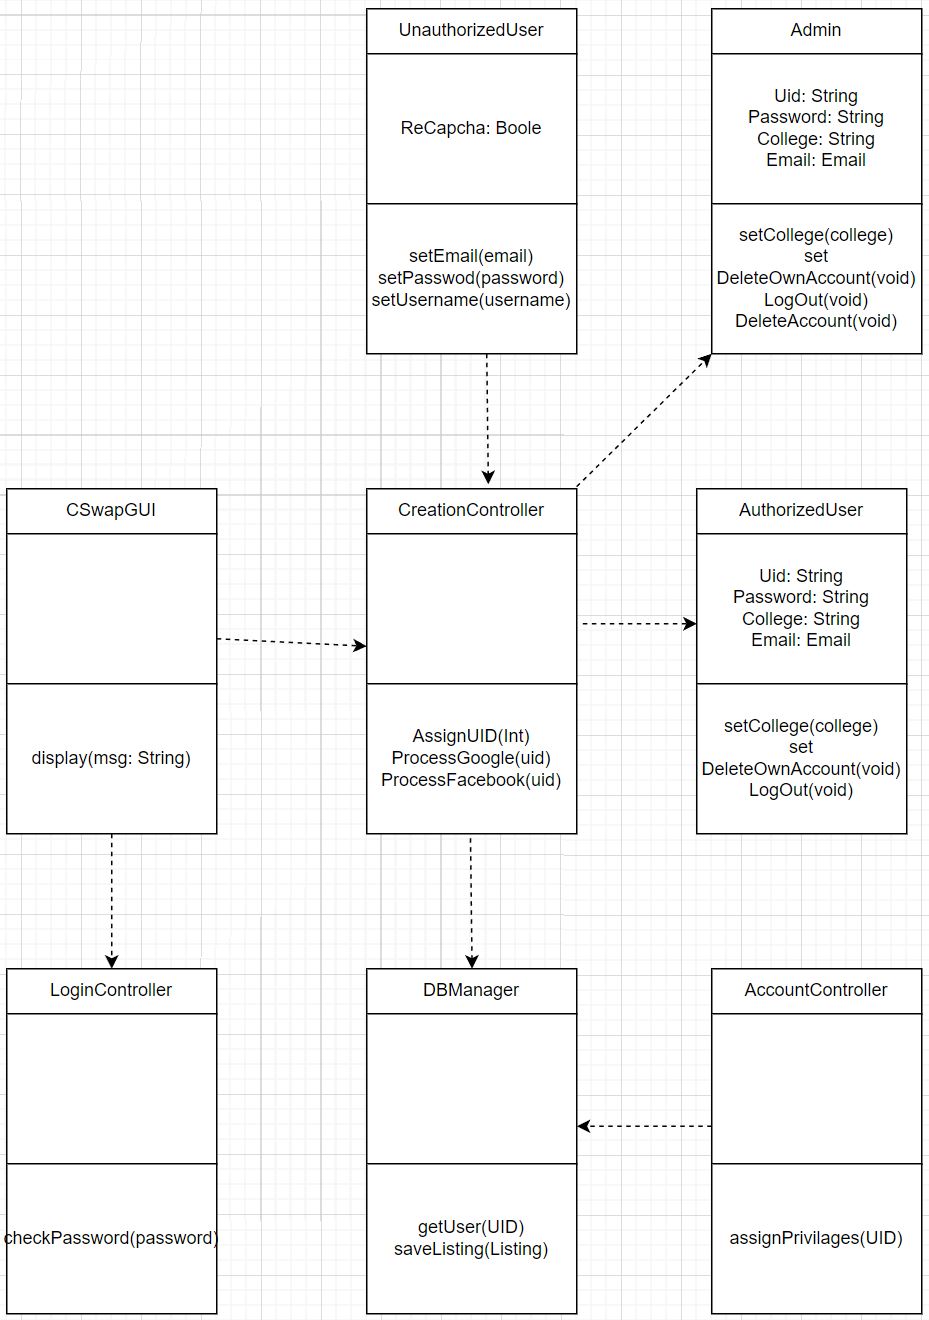 UnauthorizedUser
ReCapcha: Boole
setEmail(email)
setPasswod(password)
setUsername(username)
Admin
Uid: String
Password: String
College: String
Email: Email
setCollege(college)
set
DeleteOwnAccount(void)
LogOut(void)
DeleteAccount(void)
CSwapGUI
display(msg: String)
CreationController
AssignUID(Int)
ProcessGoogle(uid)
ProcessFacebook(uid)
AuthorizedUser
Uid: String
Password: String
College: String
Email: Email
setCollege(college)
set
DeleteOwnAccount(void)
LogOut(void)
LoginController
checkPassword(password)
DBManager
getUser(UID)
saveListing(Listing)
AccountController
assignPrivilages(UID)